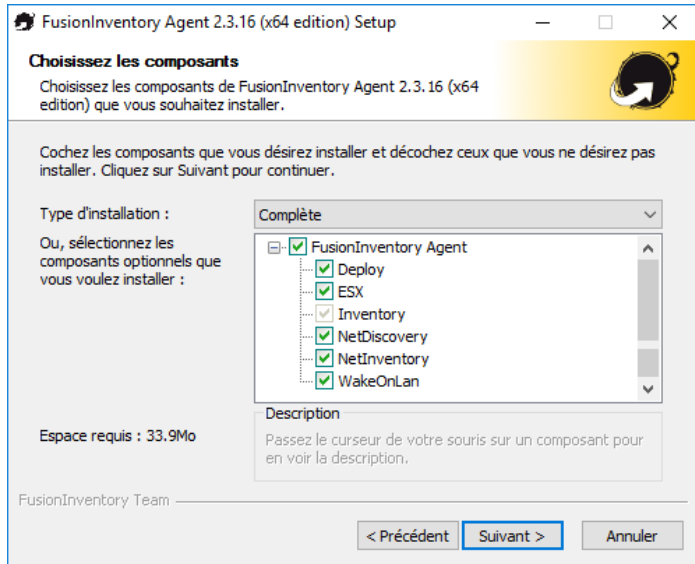 FusionInventory Agent 2.3.16 (x64 edition) Setup
Choisissez les composants
Choisissez les composants de FusionInventory Agent 2.3.16 (x64
edition) que vous souhaitez installer.
Cochez les composants que vous désirez installer et décochez ceux que vous ne désirez pas
installer. Cliquez sur Suivant pour continuer.
Type d'installation :
Complète
Ou, sélectionnez les
composants optionnels que
vous voulez installer :
FusionInventory Agent
Deploy
ESX
Inventory
NetDiscovery
NetInventory
WakeOnLan
Espace requis : 33.9Mo
Description
Passez le curseur de votre souris sur un composant pour
en voir la description.
FusionInventory Team
< Précédent
Suivant >
Annuler